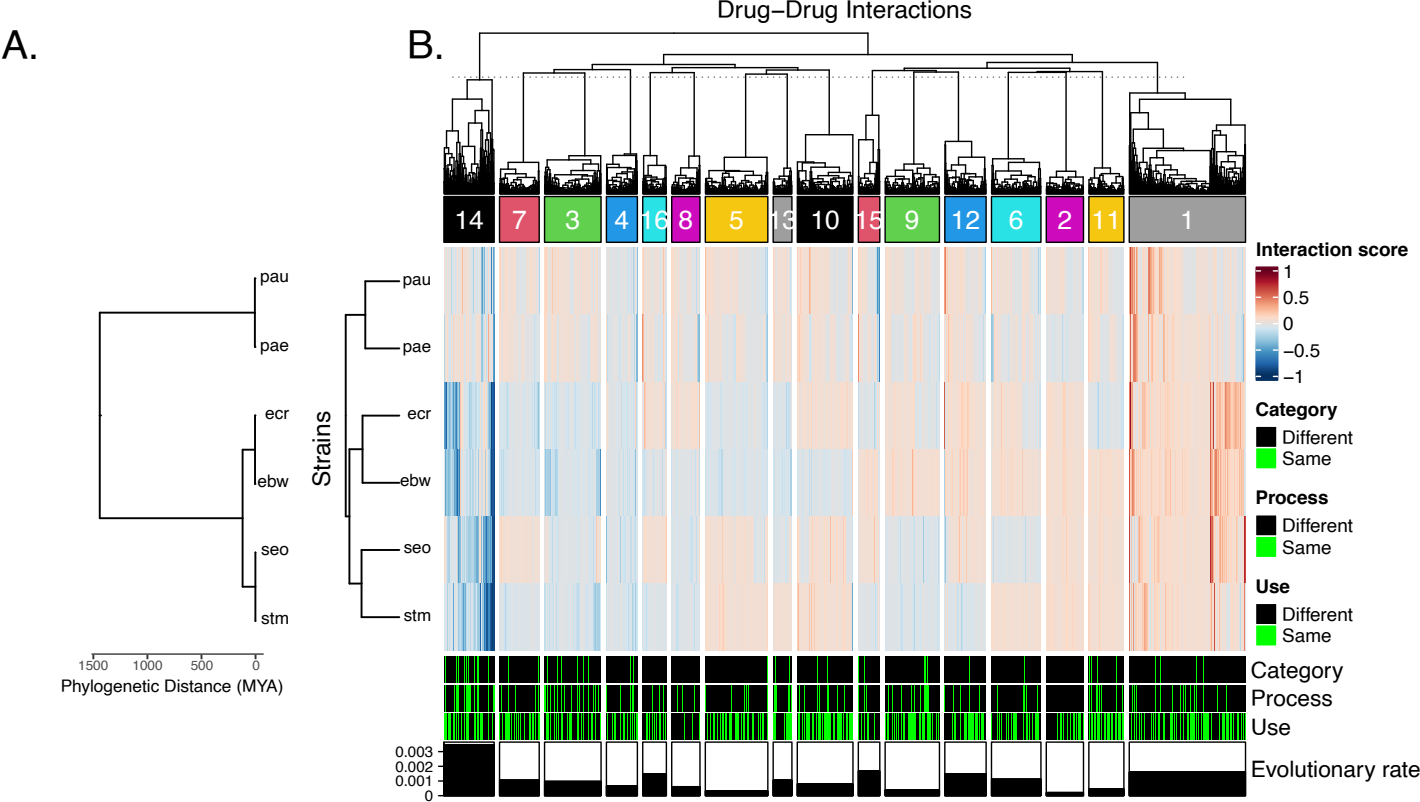 Drug–Drug Interactions
A.
B.
14 7 3 4 16 8 5 13 10 15 9 12 6 2 11 1
pau
pae
ecr
ebw
seo
stm
1500 1000 500 0
Phylogenetic Distance (MYA)
Strains
pau
pae
ecr
ebw
seo
stm
Interaction score
1
0.5
0
−0.5
−1
Category
Different
Same
Process
Different
Same
Use
Different
Same
Category
Process
Use
0.003
0.002
0.001
0
Evolutionary rate